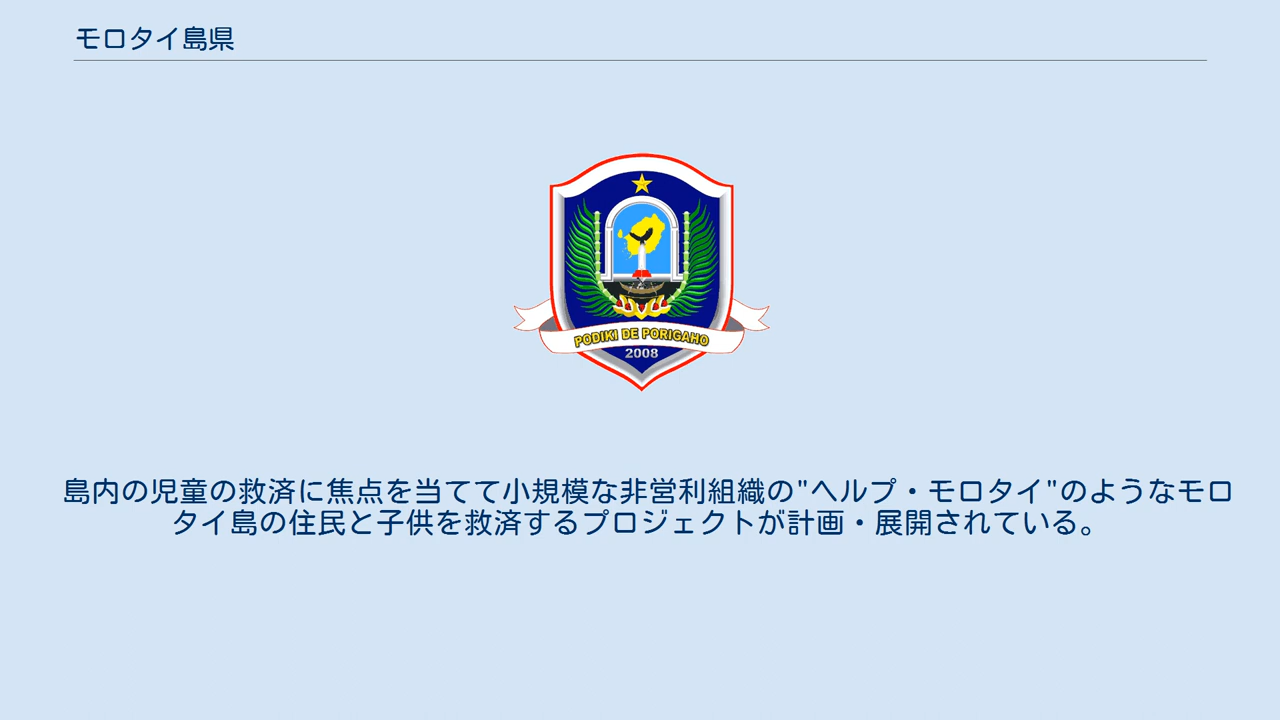 モロタイ島県
PODIKI DE PORIGAHO
2008
島内の児童の救済に焦点を当てて小規模な非営利組織の"ヘルプ・モロタイ"のようなモロ
タイ島の住民と子供を救済するプロジェクトが計画・展開されている。